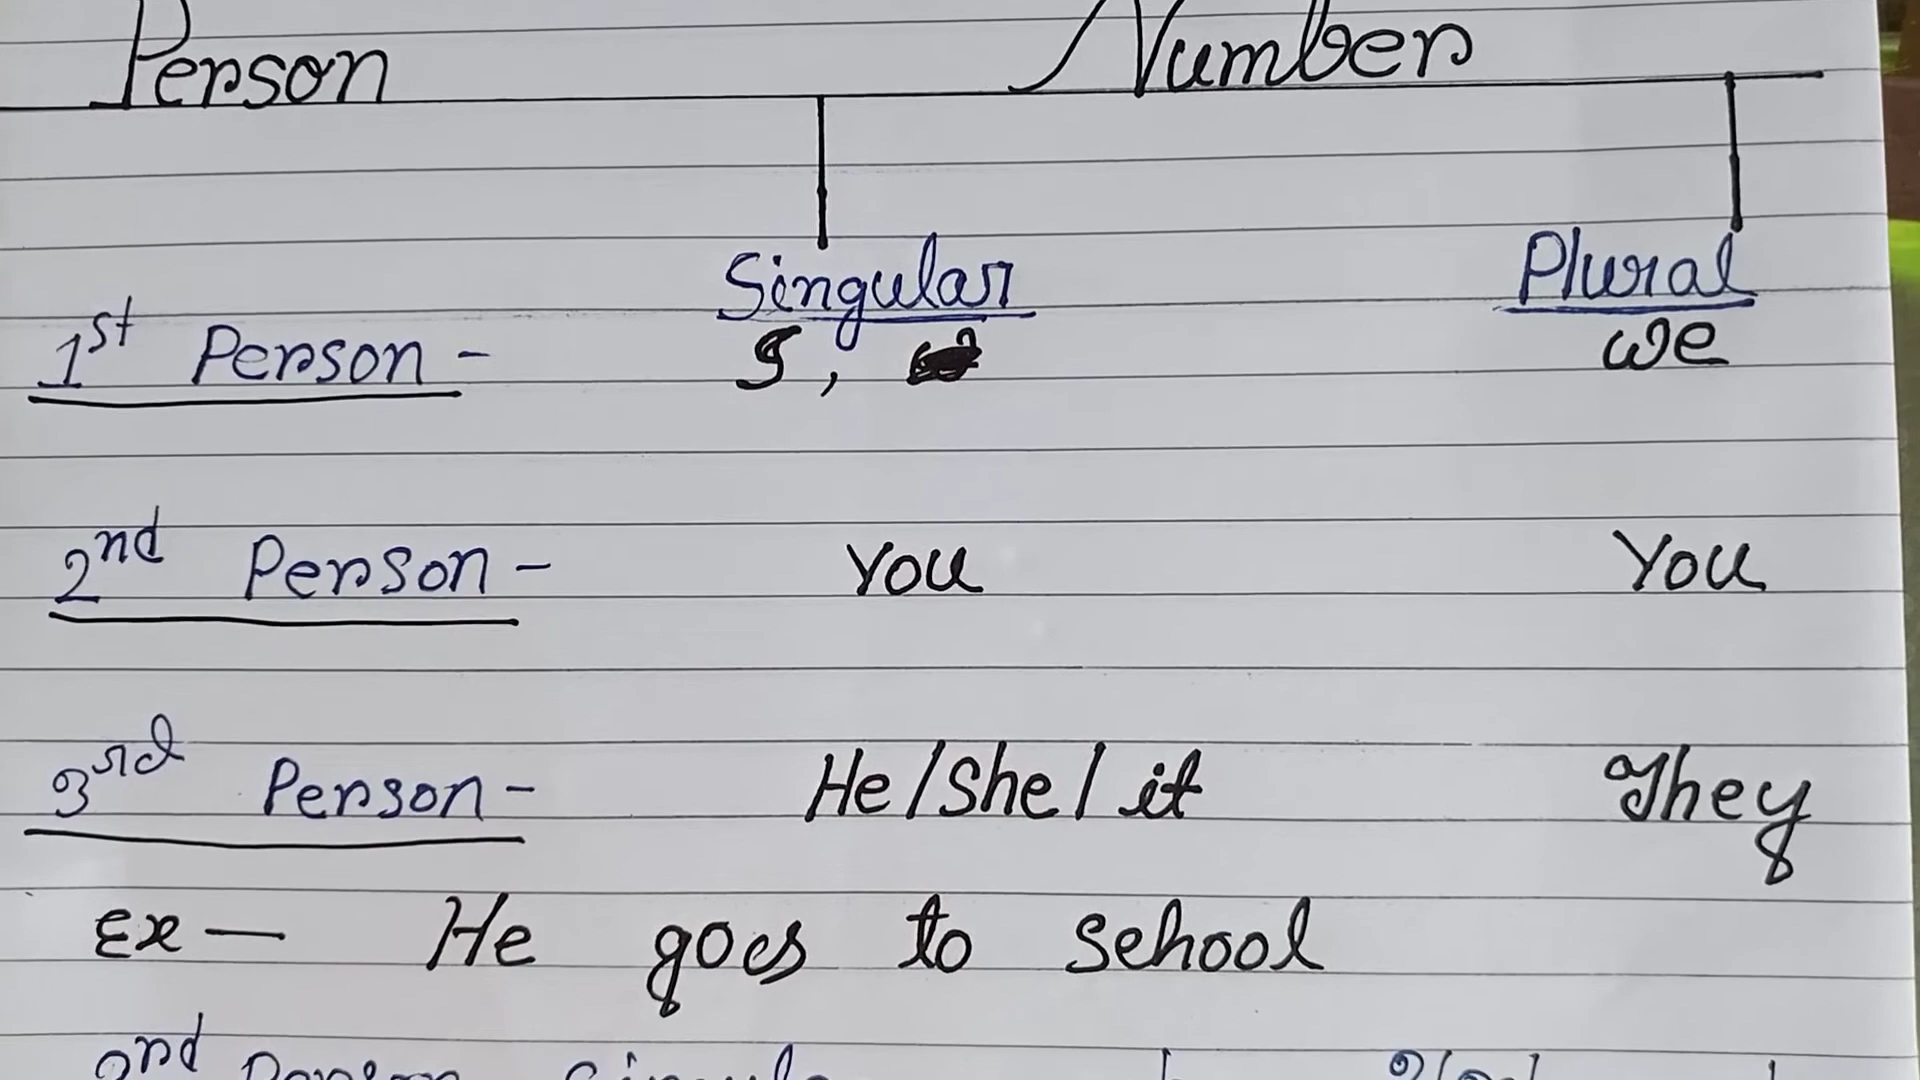 Person Number
Singular Plural
1st Person - I, we
2nd Person - You You
3rd Person - He/She/it They
Ex — He goes to school